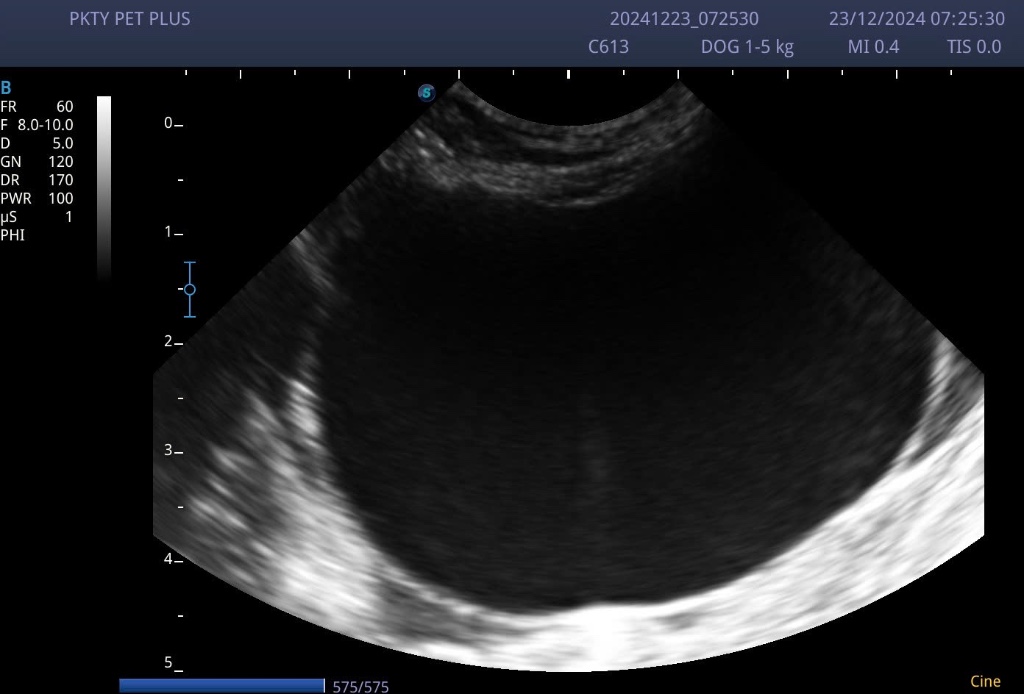 PKTY PET PLUS
20241223_072530
23/12/2024 07:25:30
C613
DOG 1-5 kg
MI 0.4
TIS 0.0
B
FR 60
F 8.0-10.0
D 5.0
GN 120
DR 170
PWR 100
µS 1
PHI
S
0
1
2
3
4
5
575/575
Cine